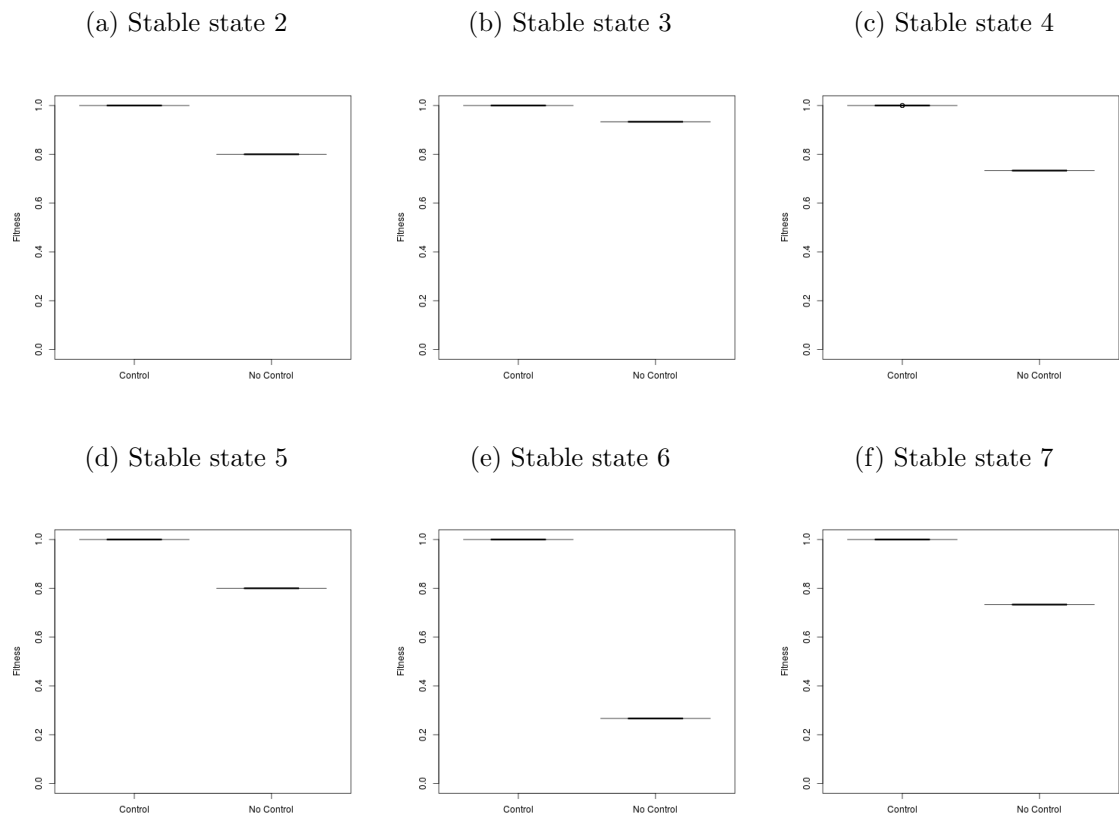 (a) Stable state 2
(b) Stable state 3
(c) Stable state 4
Fitness
1.0
0.8
0.6
0.4
0.2
0.0
Control
No Control
Fitness
1.0
0.8
0.6
0.4
0.2
0.0
Control
No Control
Fitness
1.0
0.8
0.6
0.4
0.2
0.0
Control
No Control
(d) Stable state 5
(e) Stable state 6
(f) Stable state 7
Fitness
1.0
0.8
0.6
0.4
0.2
0.0
Control
No Control
Fitness
1.0
0.8
0.6
0.4
0.2
0.0
Control
No Control
Fitness
1.0
0.8
0.6
0.4
0.2
0.0
Control
No Control